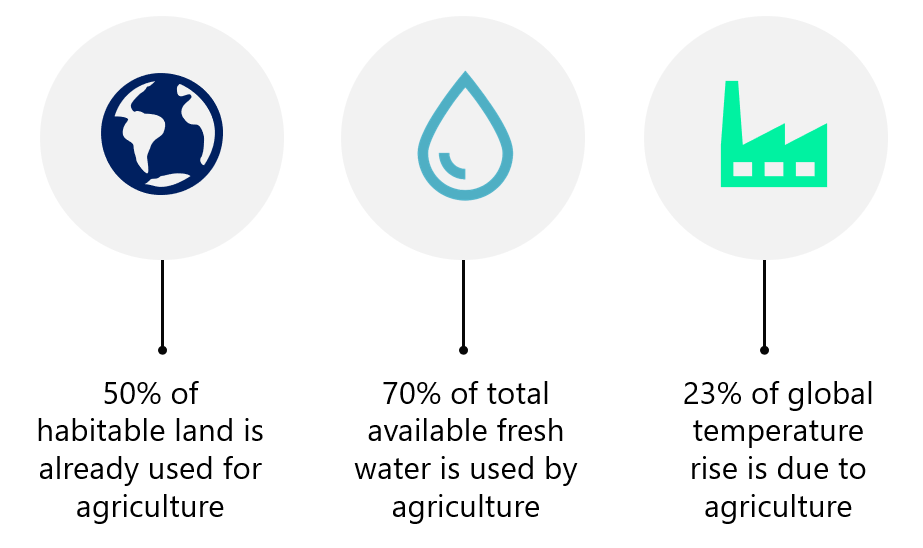 50% of
habitable land is
already used for
agriculture
70% of total
available fresh
water is used by
agriculture
23% of global
temperature
rise is due to
agriculture